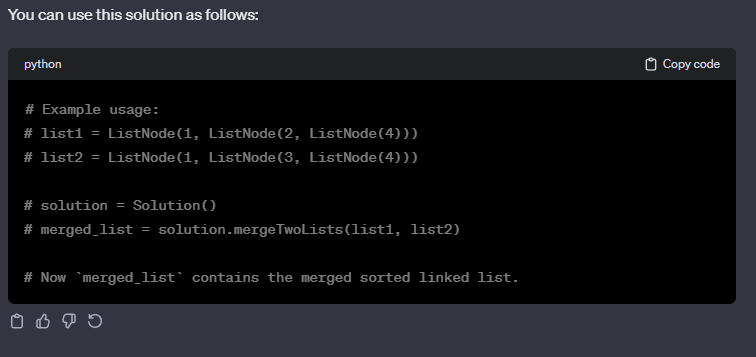 You can use this solution as follows:
python
Copy code
# Example usage:
# list1 = ListNode(1, ListNode(2, ListNode(4)))
# list2 = ListNode(1, ListNode(3, ListNode(4)))
# solution = Solution()
# merged_list = solution.mergeTwoLists(list1, list2)
# Now `merged_list` contains the merged sorted linked list.